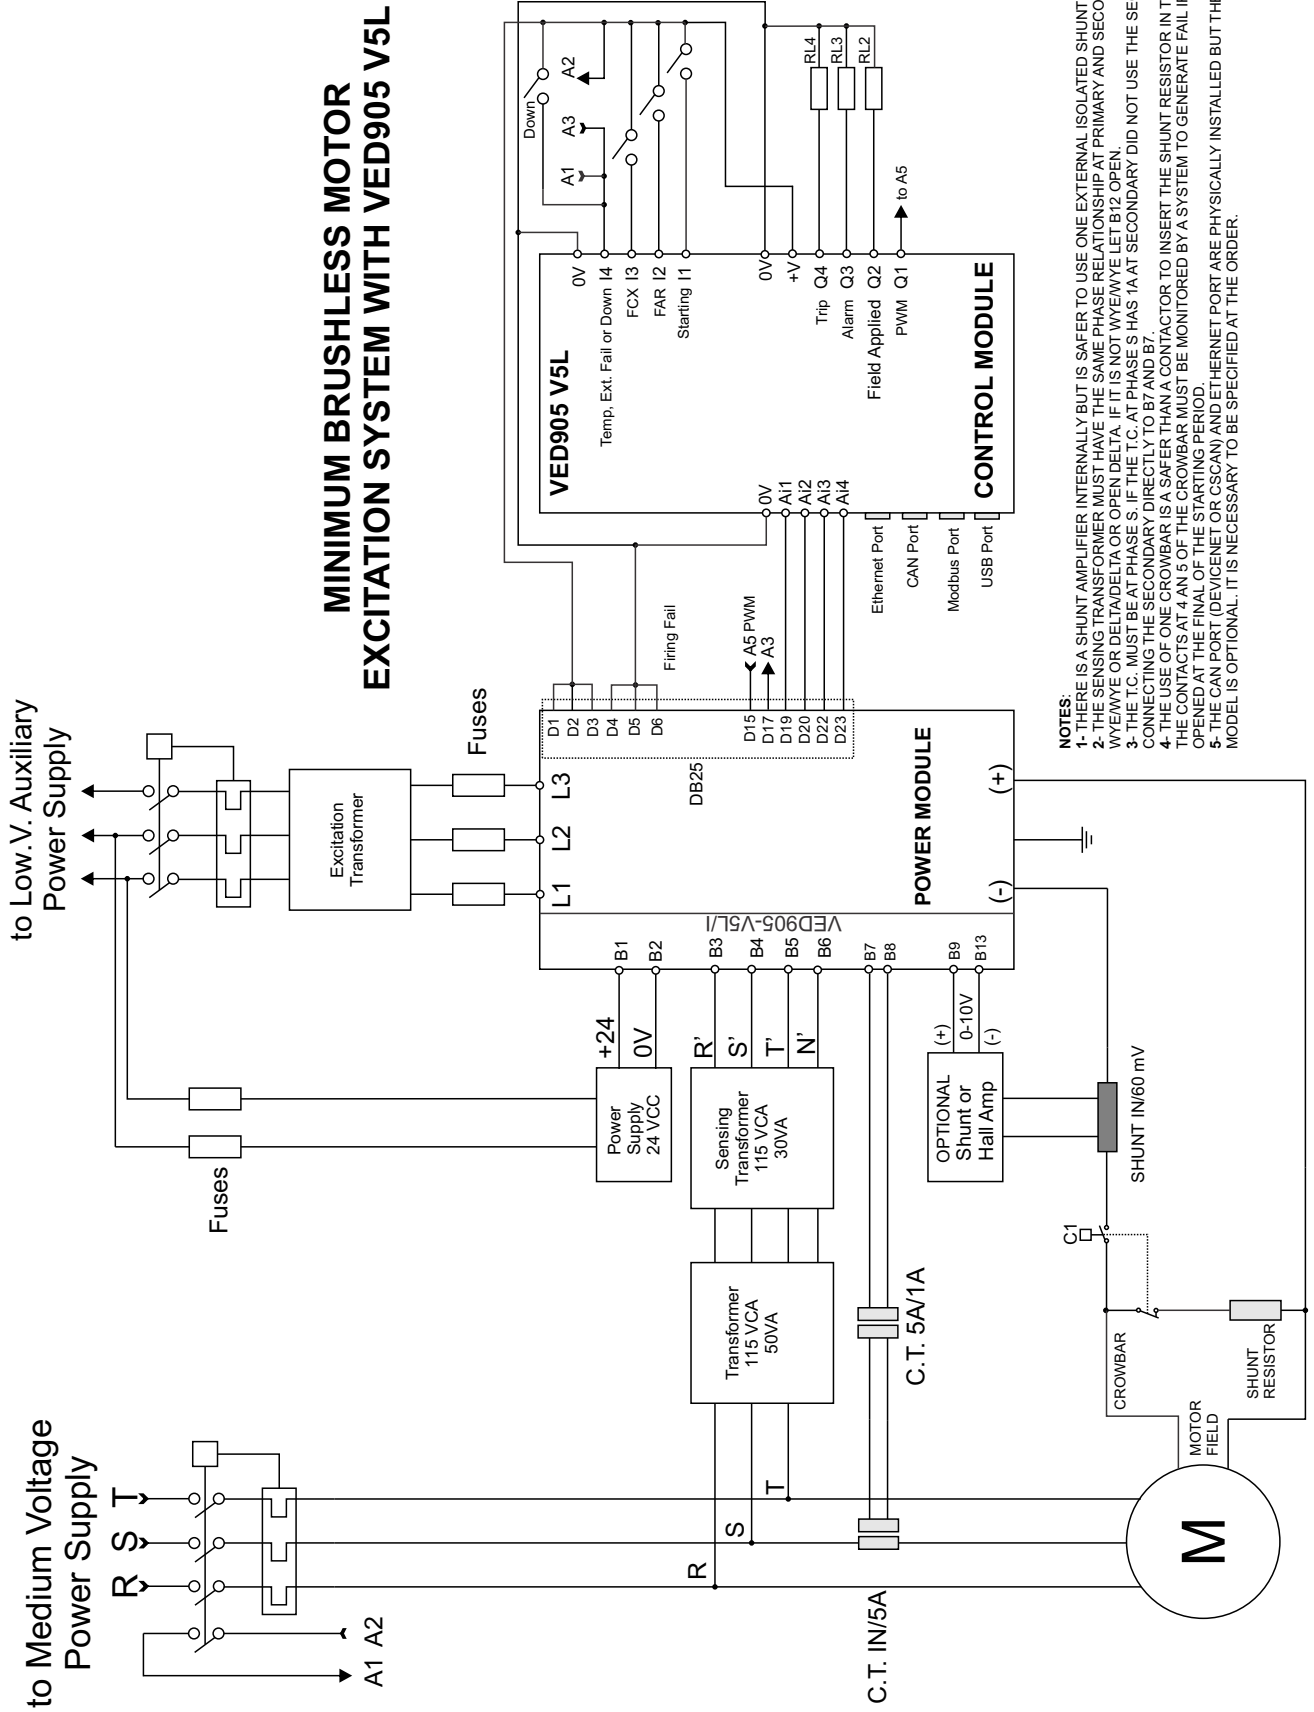 MINIMUM BRUSHLESS MOTOR
EXCITATION SYSTEM WITH VED905 V5L
to Medium Voltage
Power Supply
R S T
A1 A2
R
S
T
C.T. IN/5A
C.T. 5A/1A
M
MOTOR
FIELD
CROWBAR
SHUNT
RESISTOR
C1
SHUNT IN/60 mV
Transformer
115 VCA
50VA
Sensing
Transformer
115 VCA
30VA
R'
S'
T'
N'
OPTIONAL
Shunt or
Hall Amp
(+)
0-10V
(-)
Fuses
Power
Supply
24 VCC
+24
0V
to Low.V. Auxiliary
Power Supply
Excitation
Transformer
Fuses
L1
L2
L3
B1
B2
B3
B4
B5
B6
B7
B8
B9
B13
VED905-V5L/I
POWER MODULE
(-)
(+)
DB25
D1
D2
D3
D4
D5
D6
D15
D17
D19
D20
D22
D23
Firing Fail
A5 PWM
A3
Ethernet Port
CAN Port
Modbus Port
USB Port
VED905 V5L
CONTROL MODULE
0V
Ai1
Ai2
Ai3
Ai4
0V
Temp, Ext. Fail or Down I4
FCX I3
FAR I2
Starting I1
0V
+V
Trip Q4
Alarm Q3
Field Applied Q2
PWM Q1
to A5
Down
A1
A3
A2
RL4
RL3
RL2
NOTES:
1- THERE IS A SHUNT AMPLIFIER INTERNALLY BUT IS SAFER TO USE ONE EXTERNAL ISOLATED SHUNT
2- THE SENSING TRANSFORMER MUST HAVE THE SAME PHASE RELATIONSHIP AT PRIMARY AND SECO
WYE/WYE OR DELTA/DELTA OR OPEN DELTA. IF IT IS NOT WYE/WYE LET B12 OPEN.
3- THE T.C. MUST BE AT PHASE S. IF THE T.C. AT PHASE S HAS 1A AT SECONDARY DID NOT USE THE SE
CONNECTING THE SECONDARY DIRECTLY TO B7 AND B7.
4- THE USE OF ONE CROWBAR IS A SAFER THAN A CONTACTOR TO INSERT THE SHUNT RESISTOR IN T
THE CONTACTS AT 4 AN 5 OF THE CROWBAR MUST BE MONITORED BY A SYSTEM TO GENERATE FAIL IF
OPENED AT THE FINAL OF THE STARTING PERIOD.
5- THE CAN PORT (DEVICENET OR CSCAN) AND ETHERNET PORT ARE PHYSICALLY INSTALLED BUT THE
MODEL IS OPTIONAL. IT IS NECESSARY TO BE SPECIFIED AT THE ORDER.